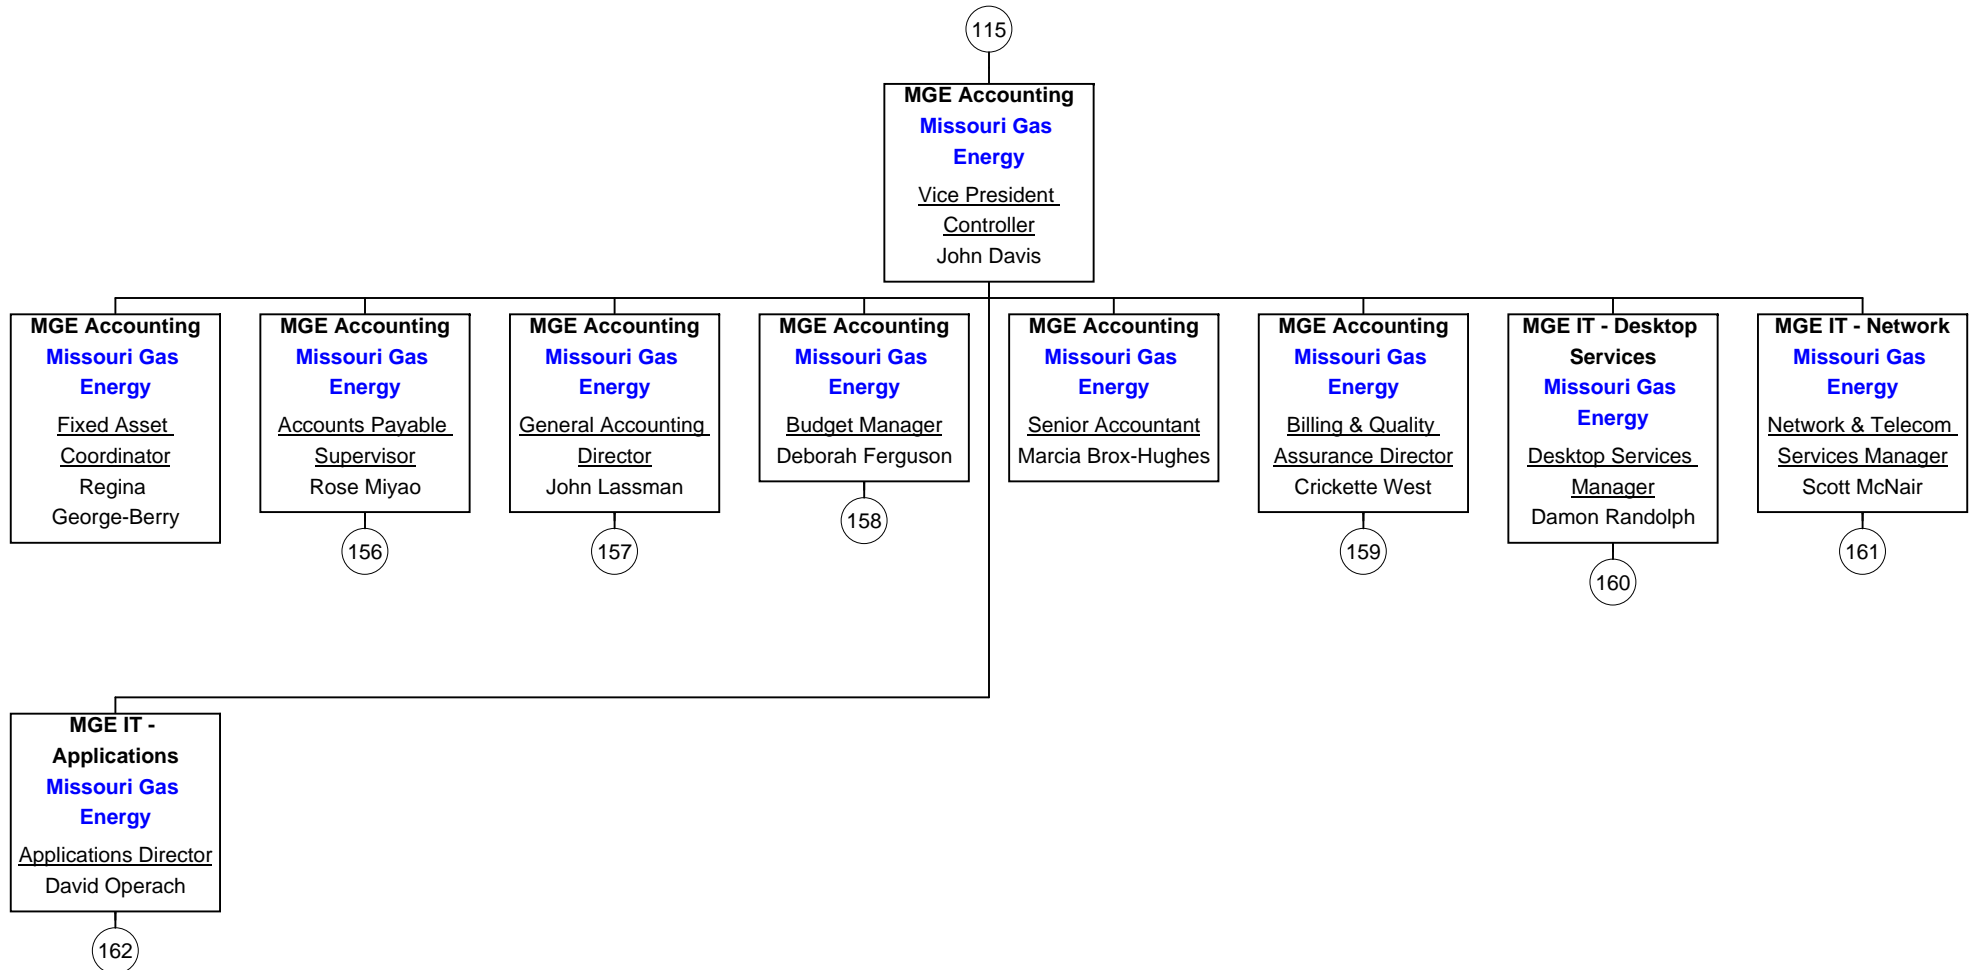 115
MGE Accounting
Missouri Gas
Energy
Vice President
Controller
John Davis
MGE Accounting
Missouri Gas
Energy
Fixed Asset
Coordinator
Regina
George-Berry
MGE Accounting
Missouri Gas
Energy
Accounts Payable
Supervisor
Rose Miyao
156
MGE Accounting
Missouri Gas
Energy
General Accounting
Director
John Lassman
157
MGE Accounting
Missouri Gas
Energy
Budget Manager
Deborah Ferguson
158
MGE Accounting
Missouri Gas
Energy
Senior Accountant
Marcia Brox-Hughes
MGE Accounting
Missouri Gas
Energy
Billing & Quality
Assurance Director
Crickette West
159
MGE IT - Desktop
Services
Missouri Gas
Energy
Desktop Services
Manager
Damon Randolph
160
MGE IT - Network
Missouri Gas
Energy
Network & Telecom
Services Manager
Scott McNair
161
MGE IT -
Applications
Missouri Gas
Energy
Applications Director
David Operach
162